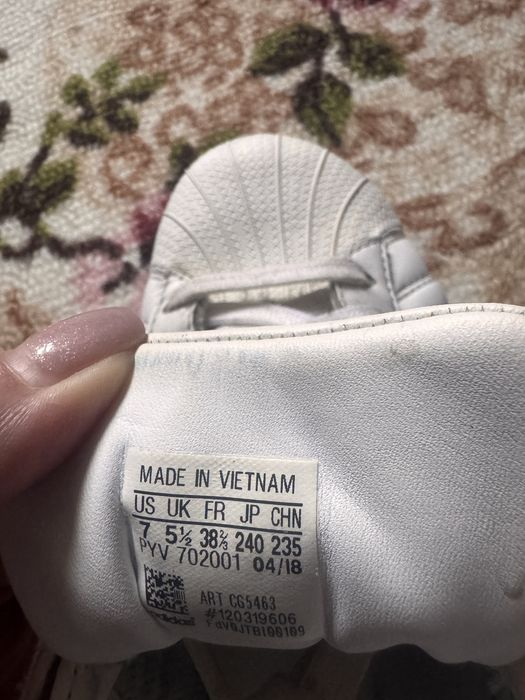 MADE IN VIETNAM
US UK FR JP CHN
7 5½ 38⅔ 240 235
PYV 702001 04/18
ART CG5463
adidas #120319606